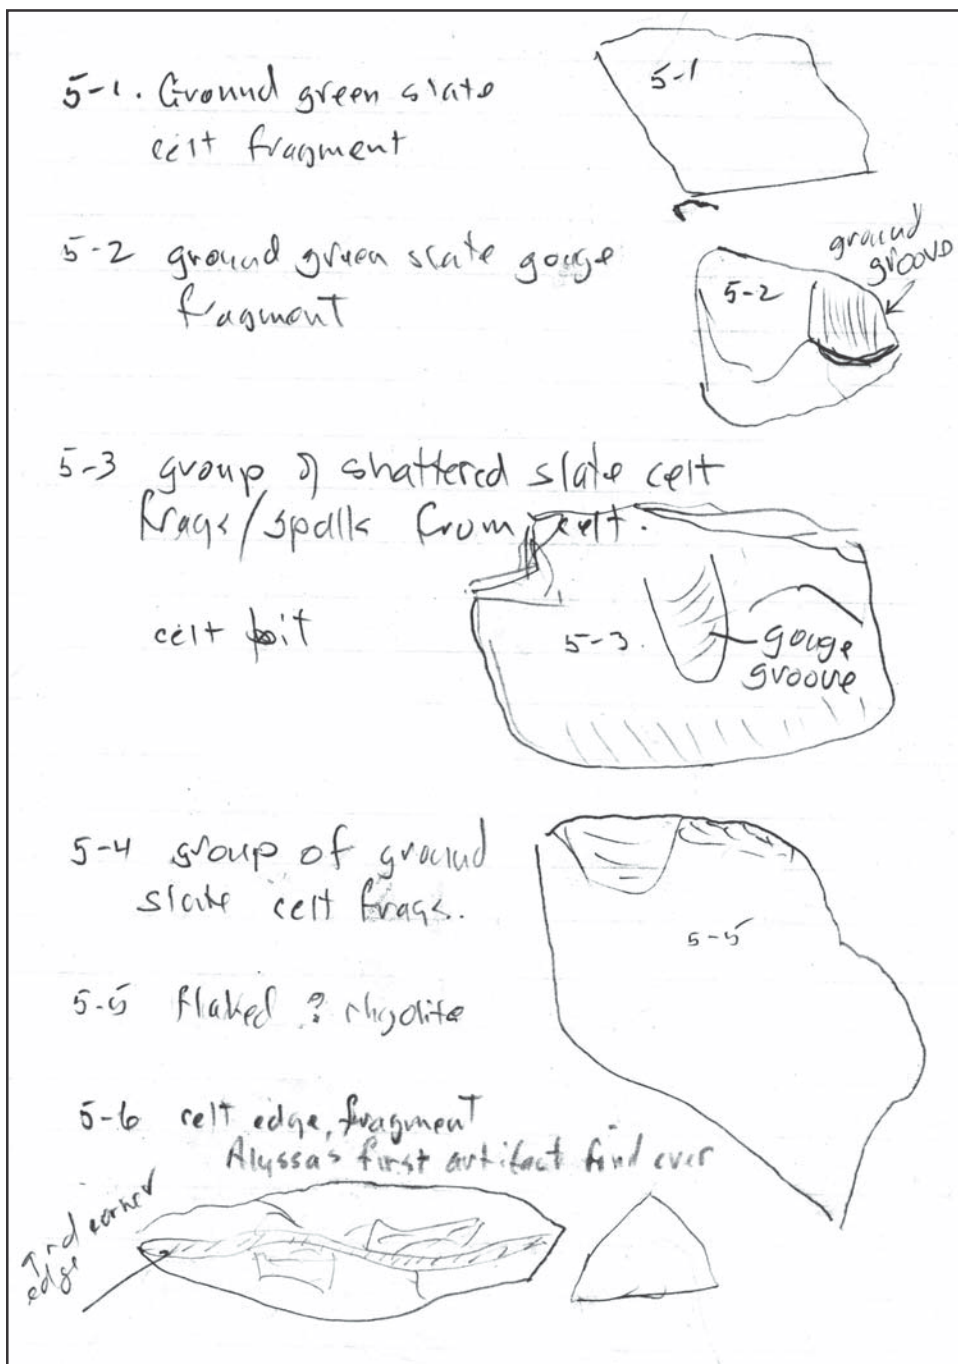 5-1. Ground green slate
celt fragment
5-1
5-2 ground green slate gouge
fragment
ground
groove
5-2
5-3 group of shattered slate celt
frags/spalls from celt.
celt bit
5-3.
gouge
groove
5-4 group of ground
slate celt frags.
5-5
5-5 flaked ? rhyolite
5-6 celt edge, fragment
Alyssa's first artifact find ever
corner
edge